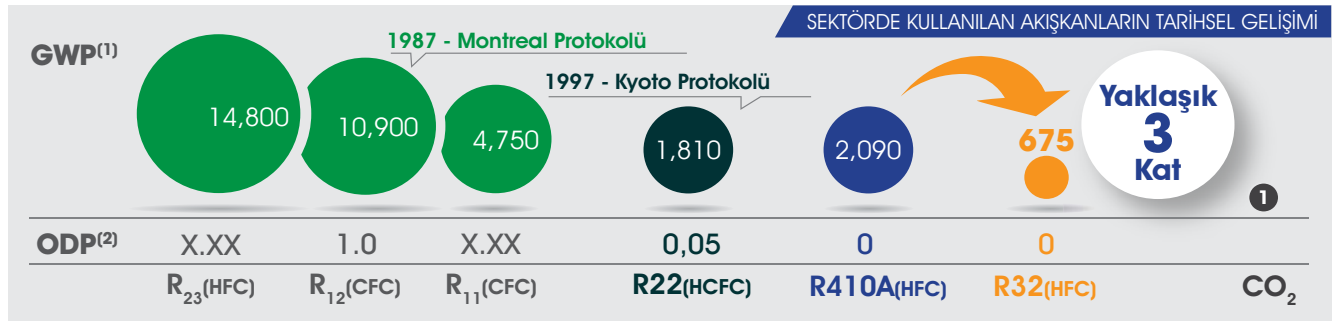 SEKTÖRDE KULLANILAN AKIŞKANLARIN TARİHSEL GELİŞİMİ
GWP(1)
1987 - Montreal Protokolü
1997 - Kyoto Protokolü
14,800 10,900 4,750 1,810 2,090 675
Yaklaşık
3
Kat
1
ODP(2) X.XX 1.0 X.XX 0,05 0 0
R23(HFC) R12(CFC) R11(CFC) R22(HCFC) R410A(HFC) R32(HFC) CO2